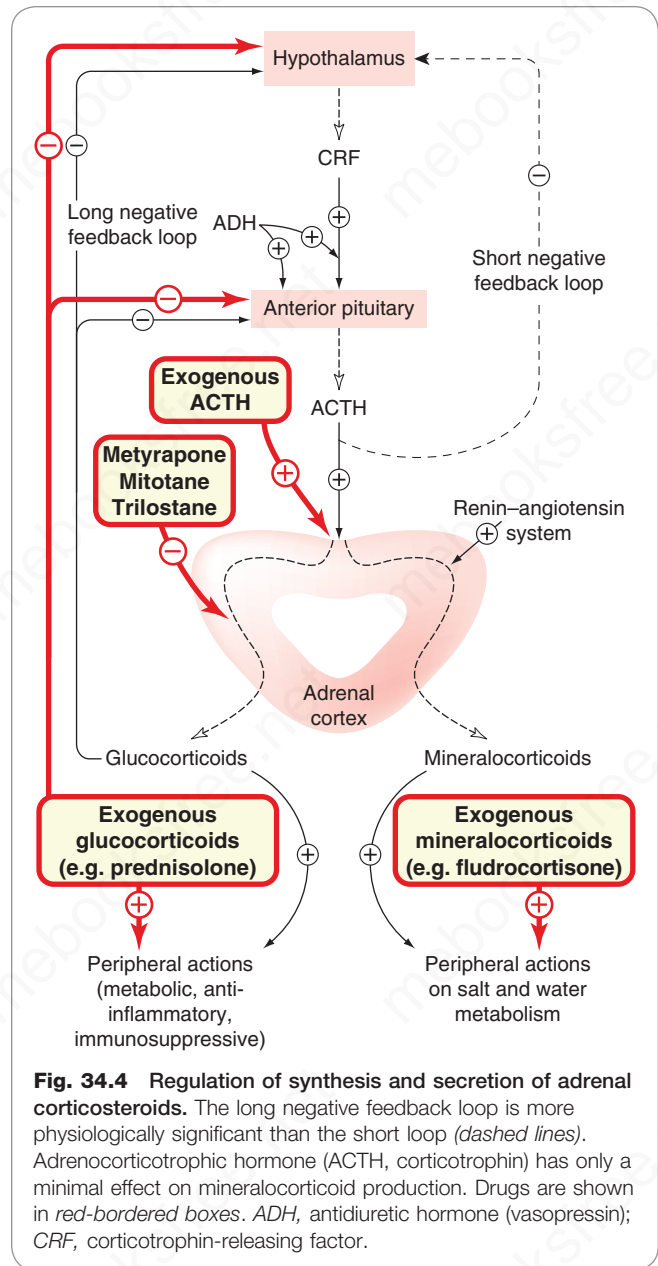 Hypothalamus
CRF
Long negative
feedback loop
ADH
Short negative
feedback loop
Anterior pituitary
Exogenous
ACTH
ACTH
Metyrapone
Mitotane
Trilostane
Renin–angiotensin
system
Adrenal
cortex
Glucocorticoids
Mineralocorticoids
Exogenous
glucocorticoids
(e.g. prednisolone)
Exogenous
mineralocorticoids
(e.g. fludrocortisone)
Peripheral actions
(metabolic, anti-
inflammatory,
immunosuppressive)
Peripheral actions
on salt and water
metabolism
Fig. 34.4 Regulation of synthesis and secretion of adrenal
corticosteroids. The long negative feedback loop is more
physiologically significant than the short loop (dashed lines).
Adrenocorticotrophic hormone (ACTH, corticotrophin) has only a
minimal effect on mineralocorticoid production. Drugs are shown
in red-bordered boxes. ADH, antidiuretic hormone (vasopressin);
CRF, corticotrophin-releasing factor.
mebooksfree.net